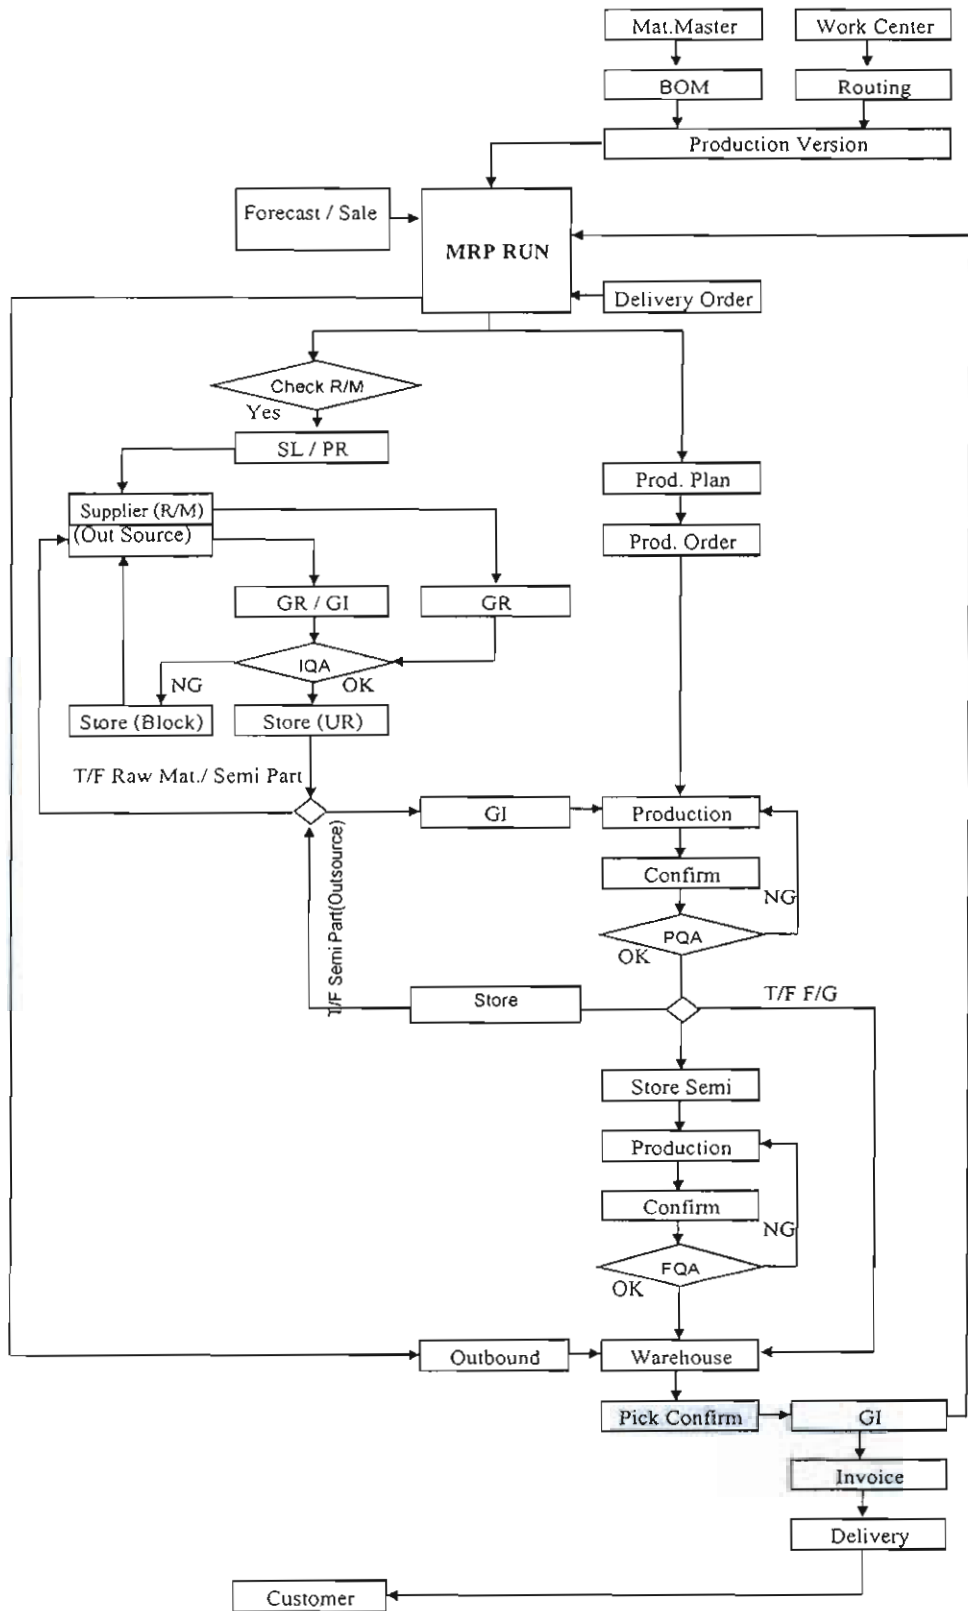 Mat.Master
Work Center
BOM
Routing
Production Version
Forecast / Sale
MRP RUN
Delivery Order
Check R/M
Yes
SL / PR
Prod. Plan
Supplier (R/M)
(Out Source)
Prod. Order
GR / GI
GR
IQA
NG
OK
Store (Block)
Store (UR)
T/F Raw Mat./ Semi Part
GI
Production
T/F Semi Part(Outsource)
Confirm
NG
PQA
OK
Store
T/F F/G
Store Semi
Production
Confirm
NG
FQA
OK
Outbound
Warehouse
Pick Confirm
GI
Invoice
Delivery
Customer